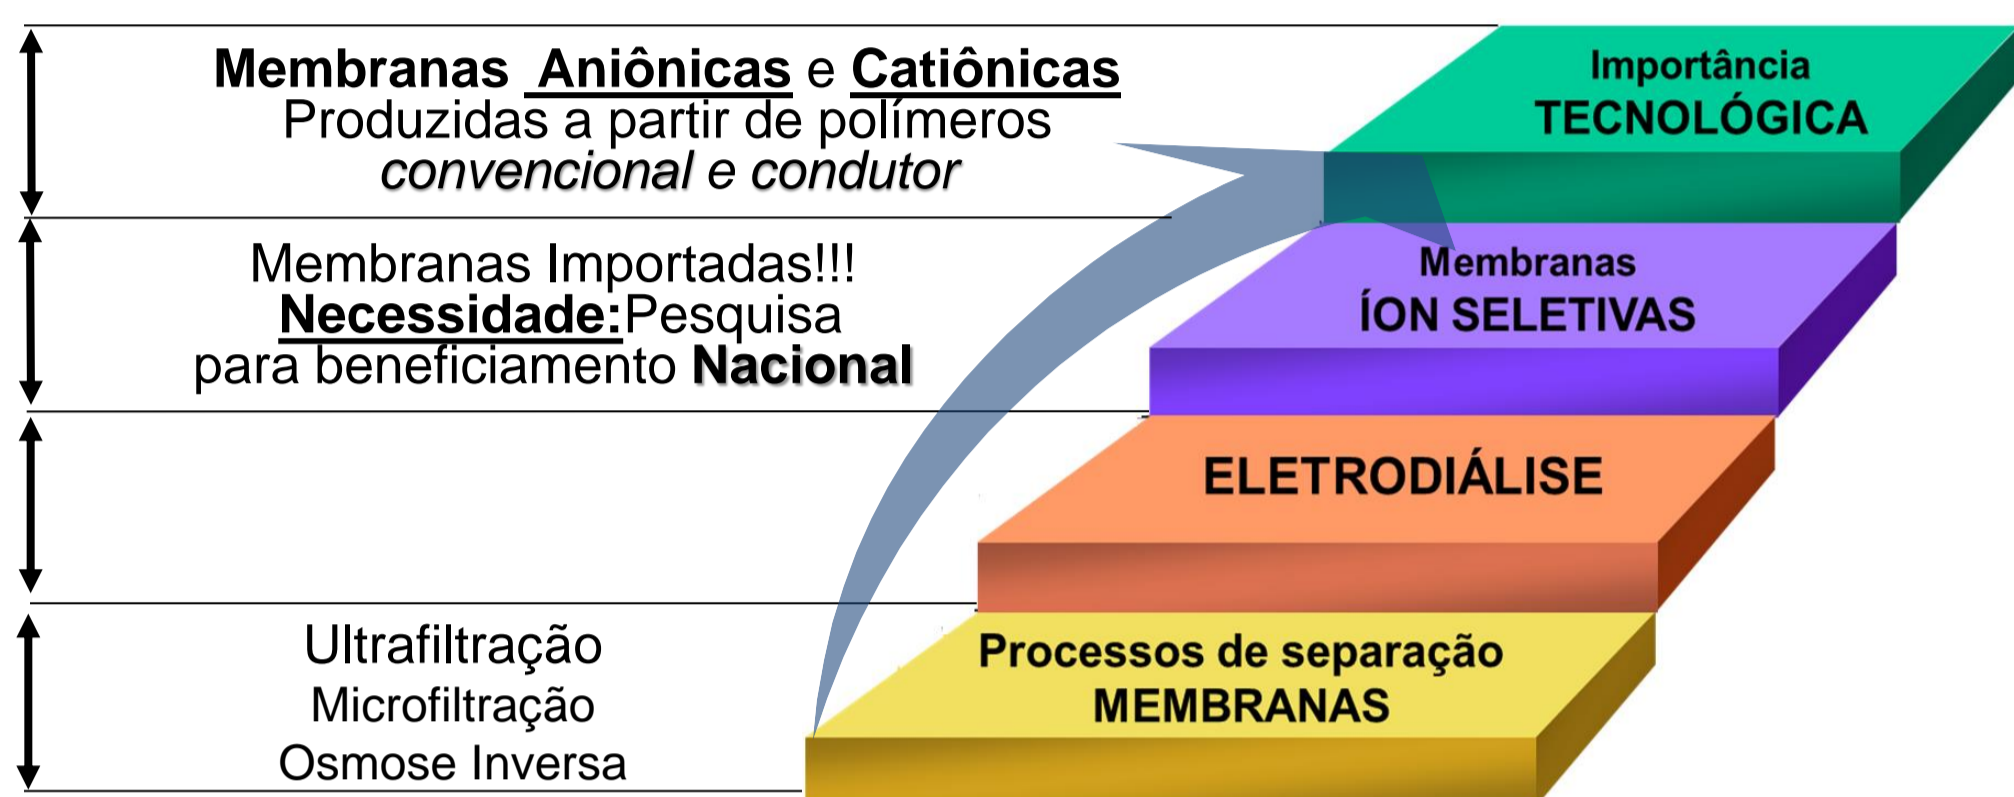 Membranas Aniônicas e Catiônicas
Produzidas a partir de polímeros
convencional e condutor
Importância
TECNOLÓGICA
Membranas Importadas!!!
Necessidade:Pesquisa
para beneficiamento Nacional
Membranas
ÍON SELETIVAS
ELETRODIÁLISE
Ultrafiltração
Microfiltração
Osmose Inversa
Processos de separação
MEMBRANAS